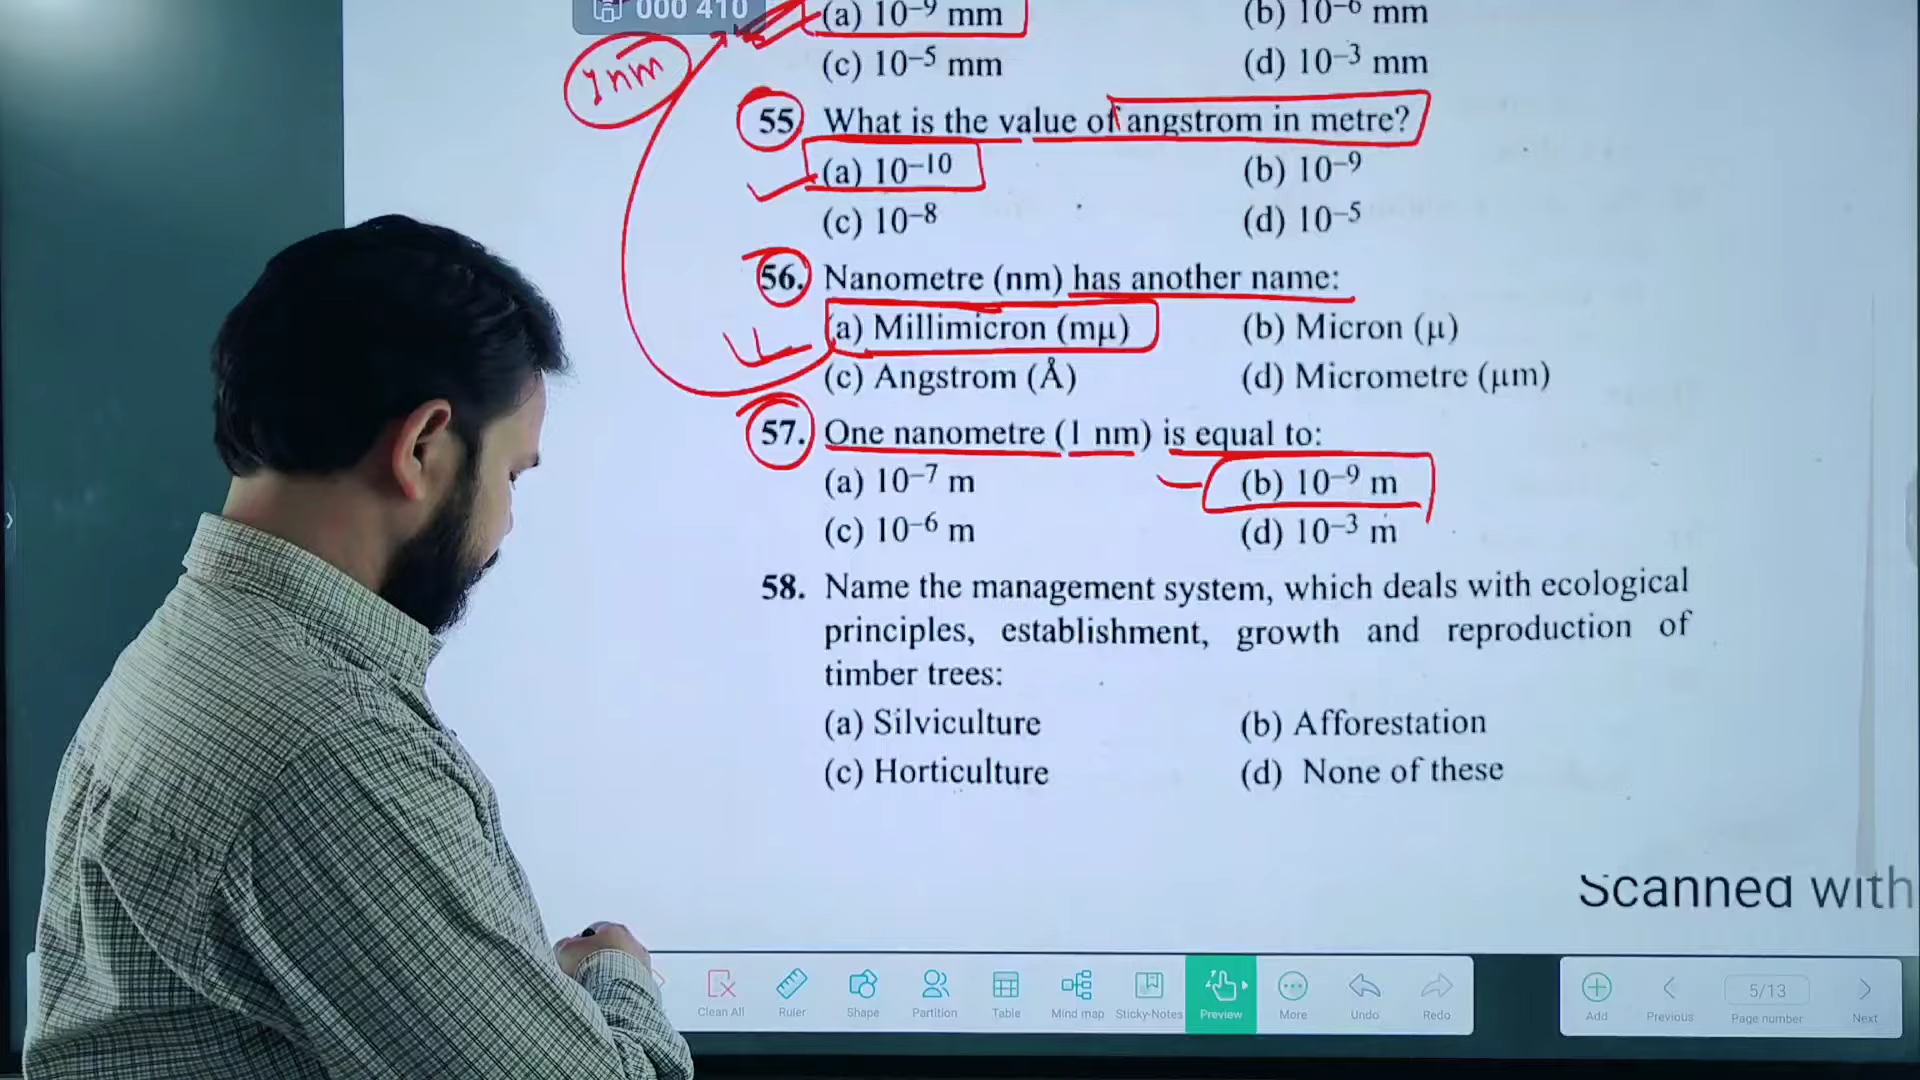 000 410
(a) 10⁻⁹ mm (b) 10⁻⁶ mm
1nm
(c) 10⁻⁵ mm (d) 10⁻³ mm
55 What is the value of angstrom in metre?
(a) 10⁻¹⁰ (b) 10⁻⁹
(c) 10⁻⁸ (d) 10⁻⁵
56. Nanometre (nm) has another name:
(a) Millimicron (mμ) (b) Micron (μ)
(c) Angstrom (Å) (d) Micrometre (μm)
57. One nanometre (1 nm) is equal to:
(a) 10⁻⁷ m (b) 10⁻⁹ m
(c) 10⁻⁶ m (d) 10⁻³ m
58. Name the management system, which deals with ecological
principles, establishment, growth and reproduction of
timber trees:
(a) Silviculture (b) Afforestation
(c) Horticulture (d) None of these
Scanned with
Clean All Ruler Shape Partition Table Mind map Sticky-Notes Preview More Undo Redo
5/13
Add Previous Page number Next